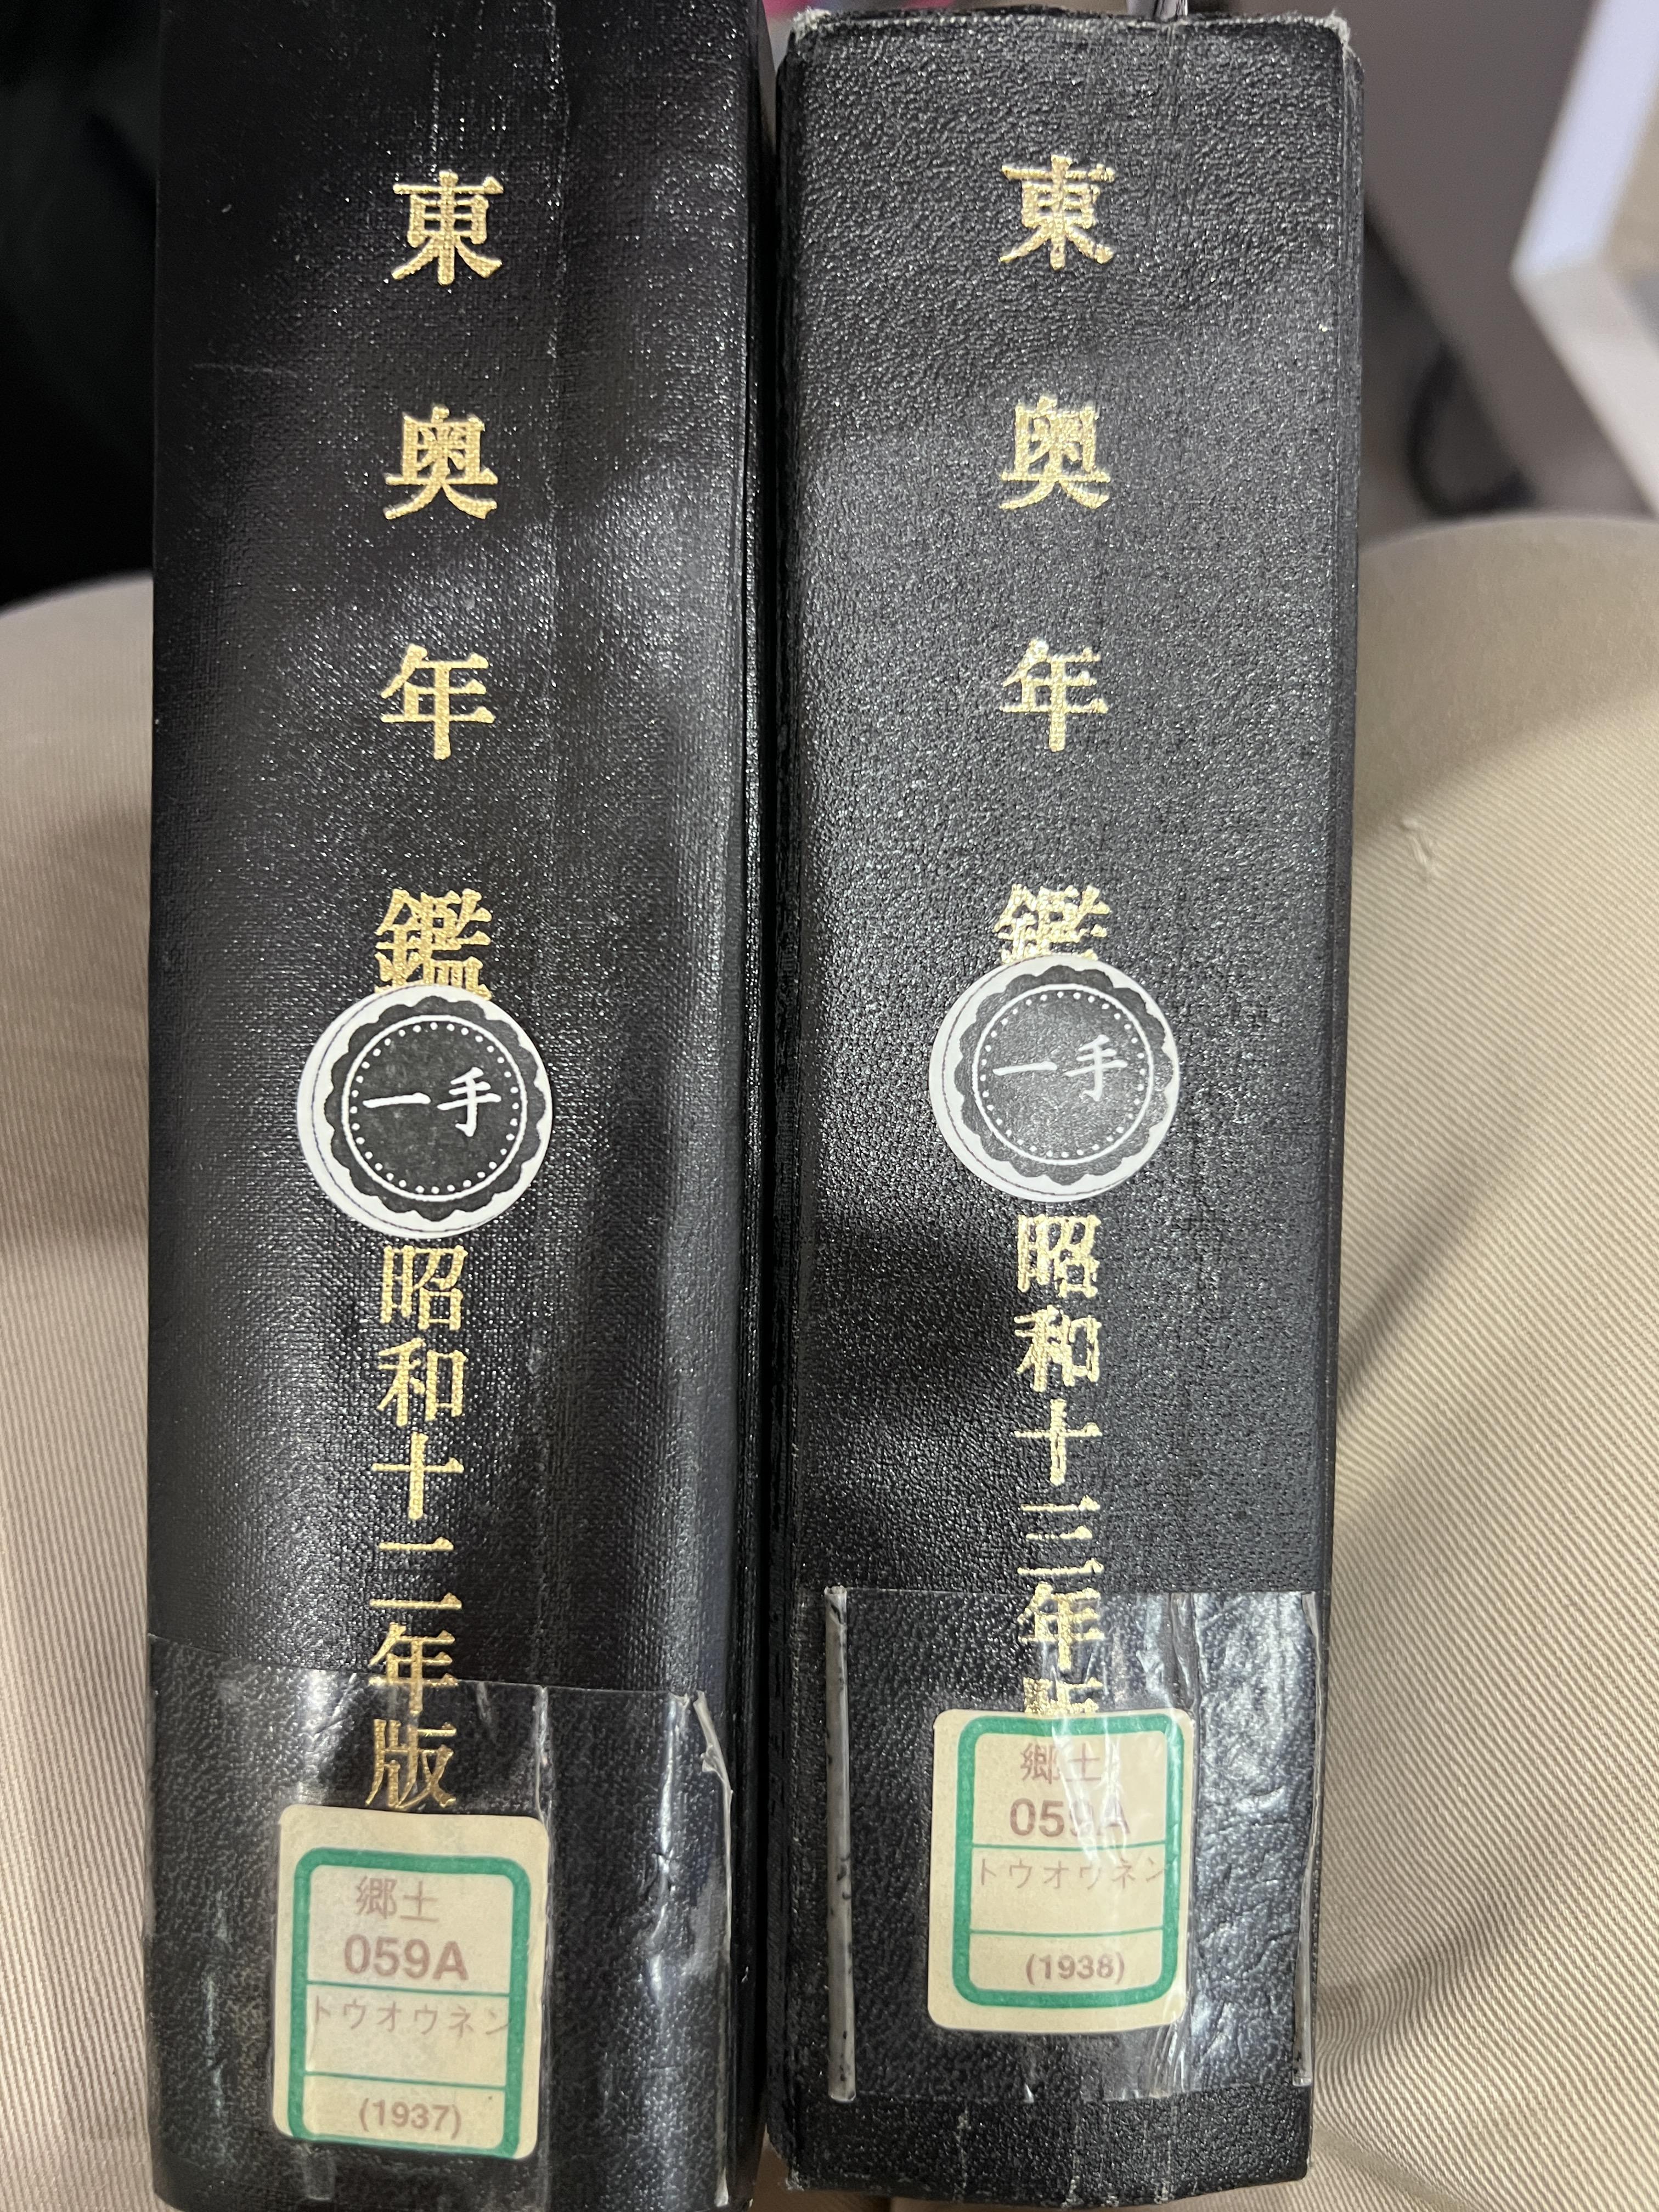 東奥年鑑
一手
昭和十二年版
郷土
059A
トウオウネン
(1937)
東奥年鑑
一手
昭和十三年版
郷土
059A
トウオウネン
(1938)